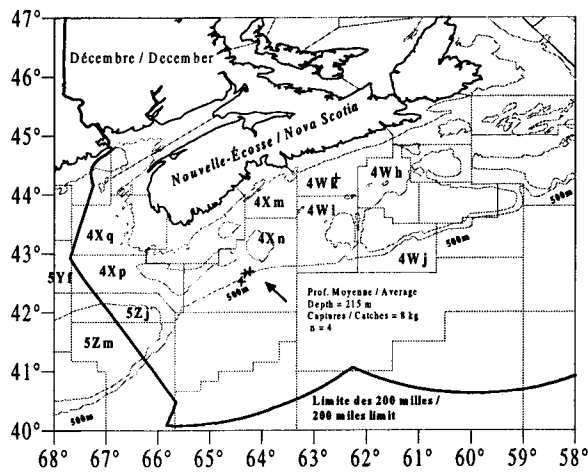 47°
Décembre / December
46°
45°
Nouvelle-Écosse / Nova Scotia
44°
4Wk
4Wh
4Xm
4Wl
500m
4Xq
4Xn
43°
500m
4Xp
4Wj
5Yf
500m
42°
5Zj
Prof. Moyenne / Average
Depth = 215 m
Captures / Catches = 8 kg
n = 4
5Zm
41°
Limite des 200 milles /
200 miles limit
500m
40°
68° 67° 66° 65° 64° 63° 62° 61° 60° 59° 58°